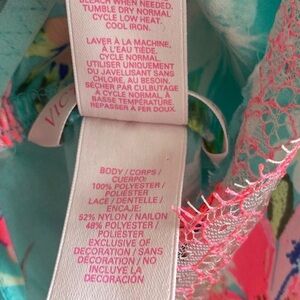 BLEACH WHEN NEEDED.
TUMBLE DRY NORMAL
CYCLE LOW HEAT.
COOL IRON.
LAVER À LA MACHINE,
À L'EAU TIÈDE.
CYCLE NORMAL.
UTILISER UNIQUEMENT
DU JAVELLISANT SANS
CHLORE, AU BESOIN.
SÉCHER PAR CULBUTAGE
À CYCLE NORMAL, À
BASSE TEMPÉRATURE.
REPASSER À FER DOUX.
VIC
BODY / CORPS /
CUERPO:
100% POLYESTER /
POLIÉSTER
LACE / DENTELLE /
ENCAJE:
52% NYLON / NAILON
48% POLYESTER /
POLIÉSTER
EXCLUSIVE OF
DECORATION / NO
INCLUYE LA
DECORACIÓN